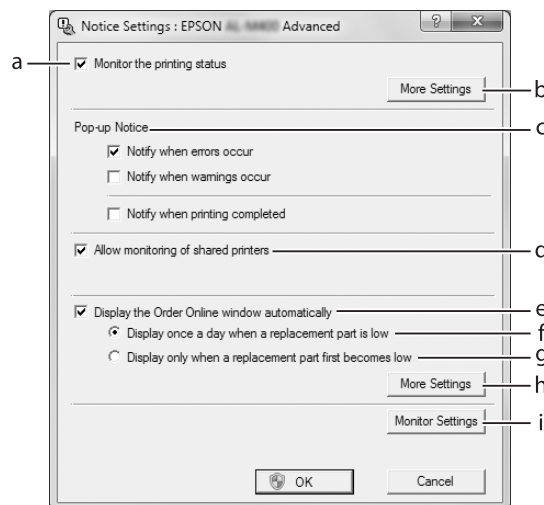 Notice Settings : EPSON Advanced
?
x
a
Monitor the printing status
More Settings
b
Pop-up Notice
c
Notify when errors occur
Notify when warnings occur
Notify when printing completed
Allow monitoring of shared printers
d
Display the Order Online window automatically
e
Display once a day when a replacement part is low
f
Display only when a replacement part first becomes low
g
More Settings
h
Monitor Settings
i
OK
Cancel